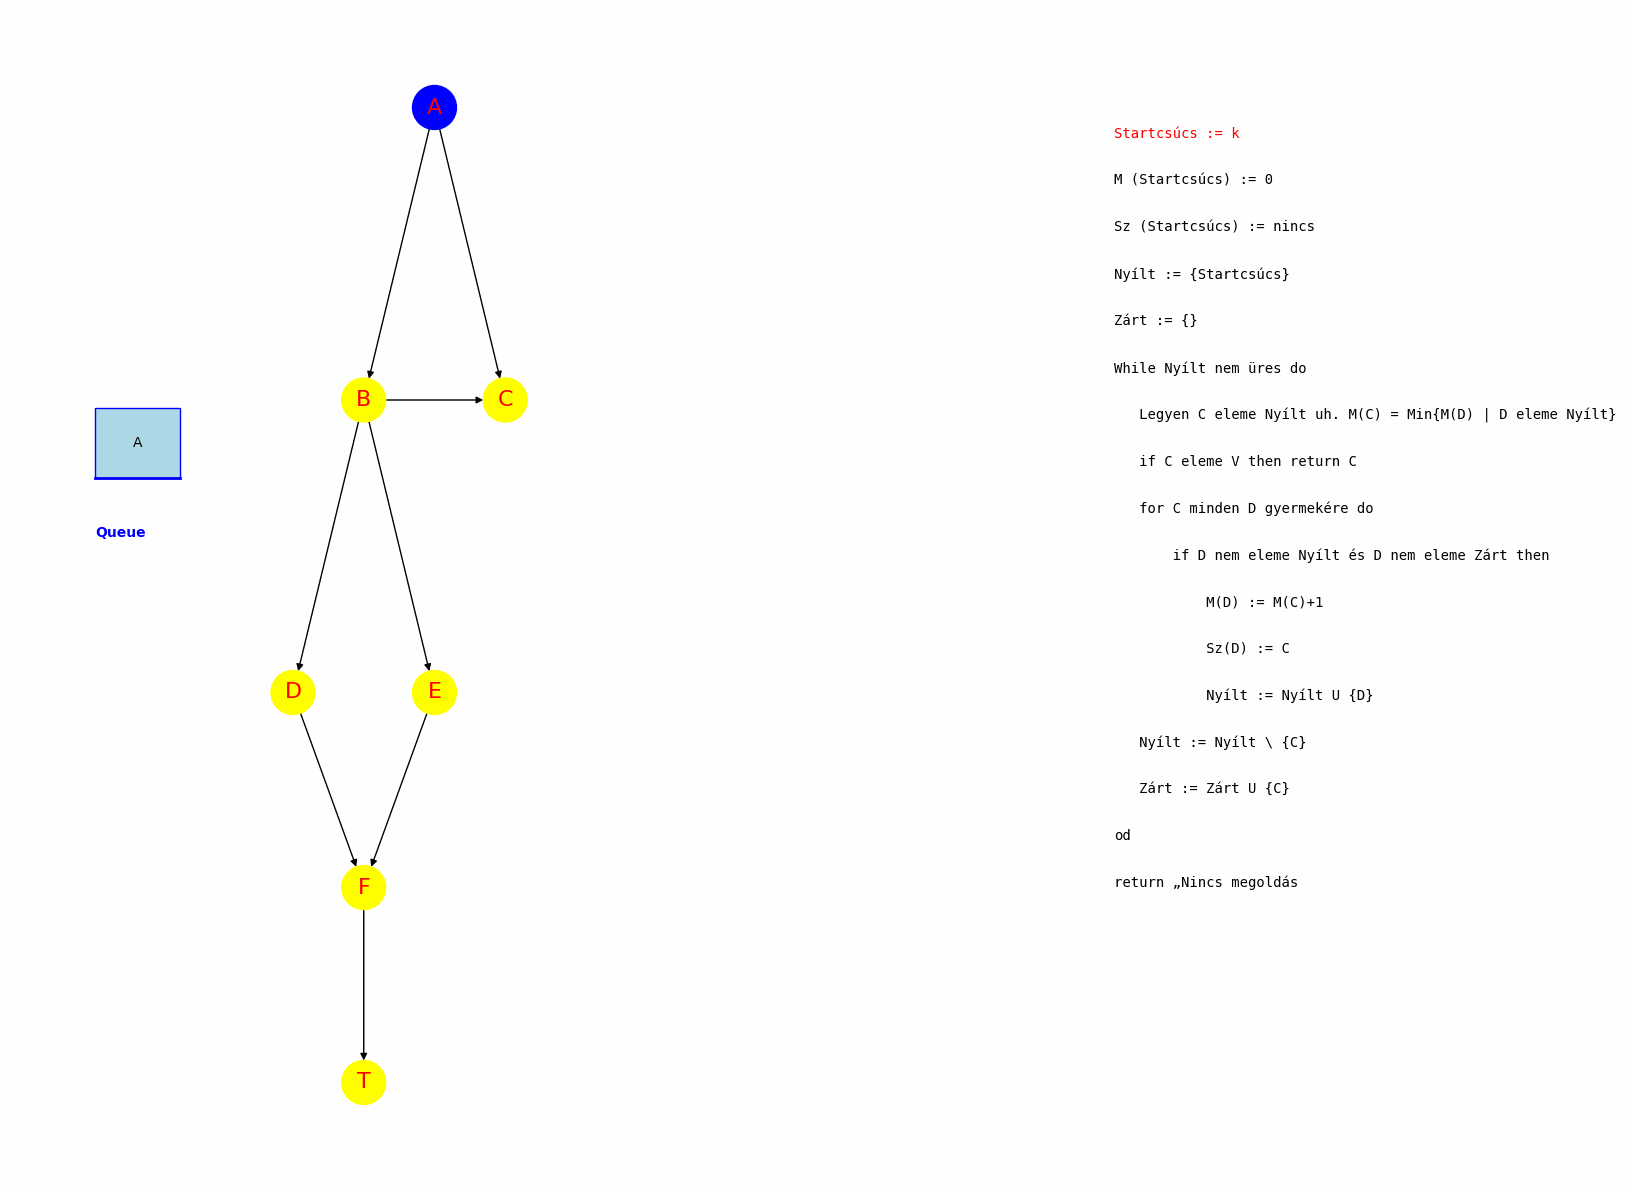 A
B
C
A
Queue
D
E
F
T
Startcsúcs := k
M (Startcsúcs) := 0
Sz (Startcsúcs) := nincs
Nyílt := {Startcsúcs}
Zárt := {}
While Nyílt nem üres do
Legyen C eleme Nyílt uh. M(C) = Min{M(D) | D eleme Nyílt}
if C eleme V then return C
for C minden D gyermekére do
if D nem eleme Nyílt és D nem eleme Zárt then
M(D) := M(C)+1
Sz(D) := C
Nyílt := Nyílt U {D}
Nyílt := Nyílt \ {C}
Zárt := Zárt U {C}
od
return „Nincs megoldás